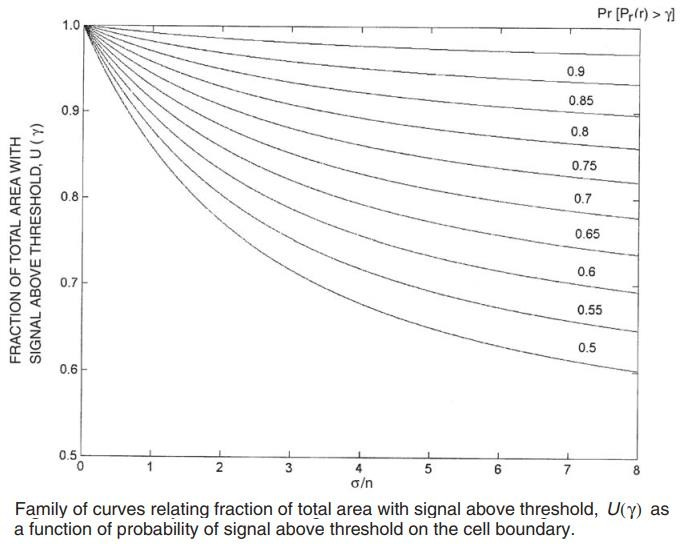 Pr [Pr(r) > γ]
1.0
0.9
0.8
0.7
0.6
0.5
FRACTION OF TOTAL AREA WITH
SIGNAL ABOVE THRESHOLD, U ( γ )
0.9
0.85
0.8
0.75
0.7
0.65
0.6
0.55
0.5
0 1 2 3 4 5 6 7 8
σ/n
Family of curves relating fraction of total area with signal above threshold, U(γ) as
a function of probability of signal above threshold on the cell boundary.